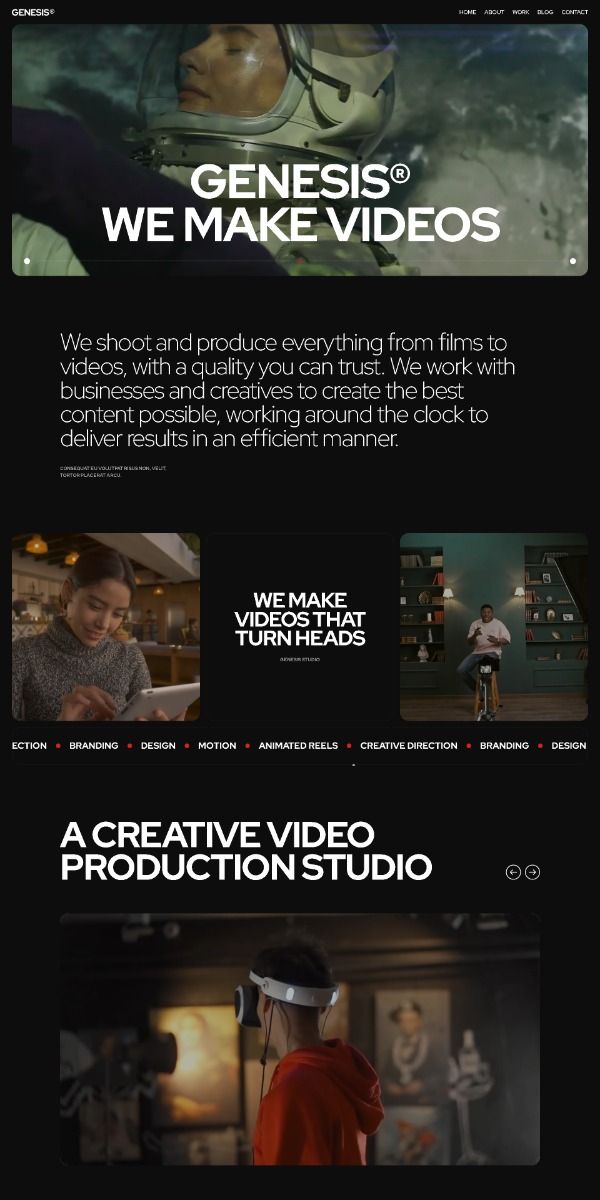 GENESIS®
HOME ABOUT WORK BLOG CONTACT
GENESIS®
WE MAKE VIDEOS
We shoot and produce everything from films to
videos, with a quality you can trust. We work with
businesses and creatives to create the best
content possible, working around the clock to
deliver results in an efficient manner.
CONSEQUAT EU VOLUTPAT RISUS NON, VELIT,
TORTOR PLACERAT ARCU.
WE MAKE
VIDEOS THAT
TURN HEADS
GENESIS STUDIO
ECTION • BRANDING • DESIGN • MOTION • ANIMATED REELS • CREATIVE DIRECTION • BRANDING • DESIGN
A CREATIVE VIDEO
PRODUCTION STUDIO